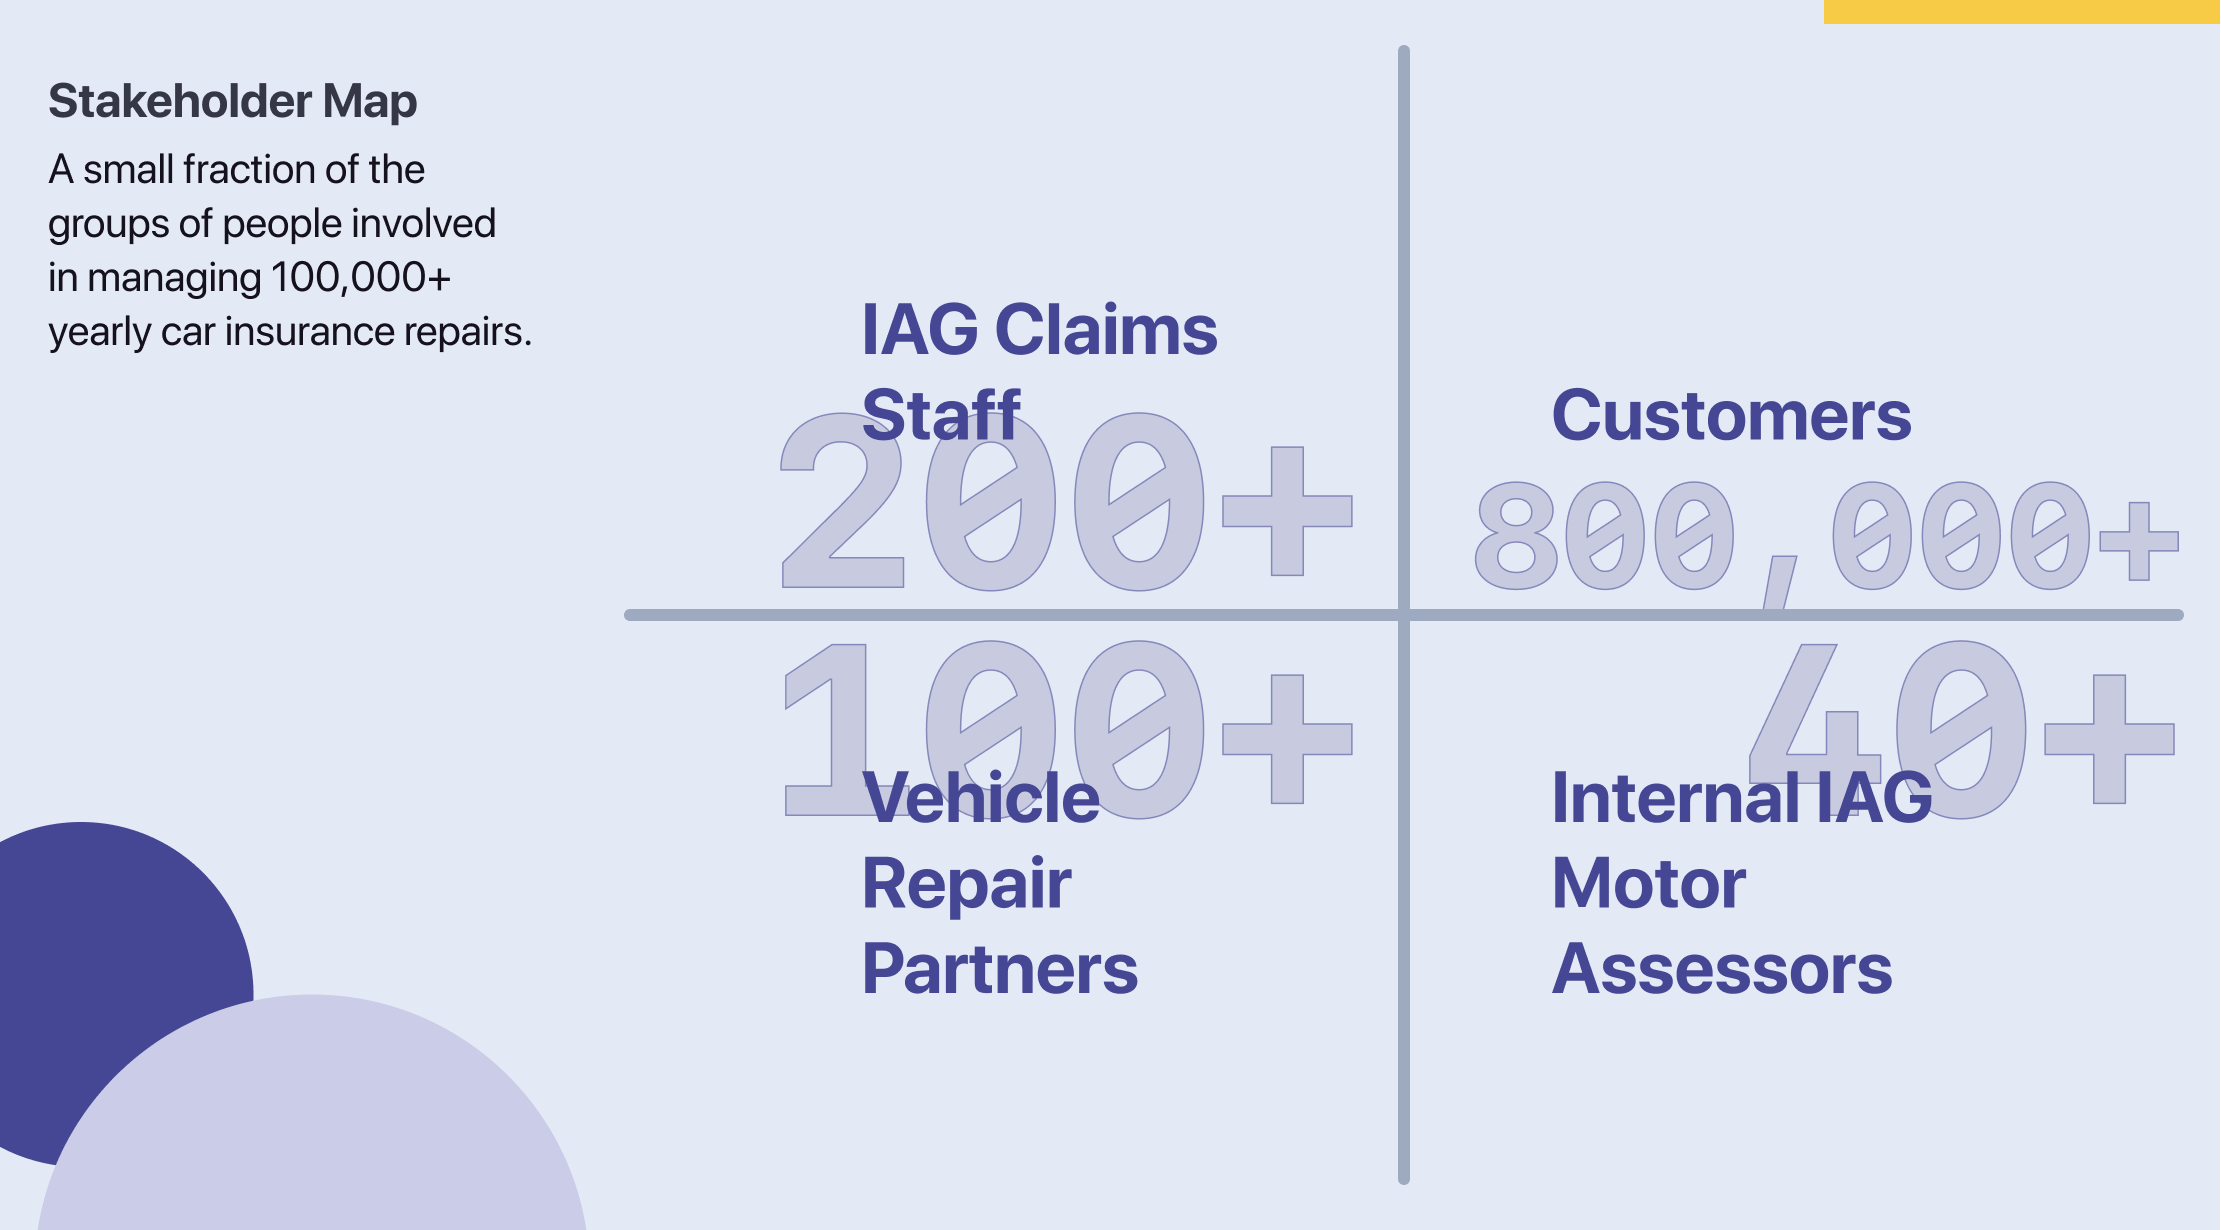 Stakeholder Map
A small fraction of the
groups of people involved
in managing 100,000+
yearly car insurance repairs.
IAG Claims
Staff
200+
Customers
800,000+
100+
Vehicle
Repair
Partners
40+
Internal IAG
Motor
Assessors